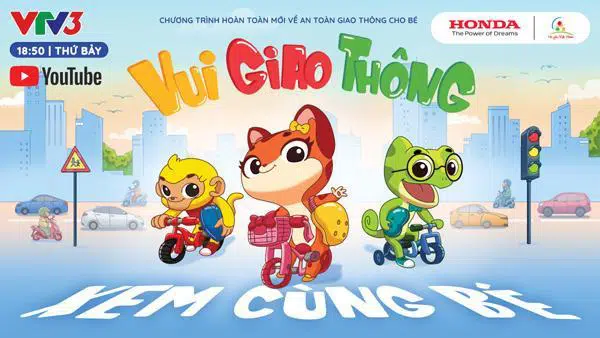 VTV3
18:50 | THỨ BẢY
YouTube
CHƯƠNG TRÌNH HOÀN TOÀN MỚI VỀ AN TOÀN GIAO THÔNG CHO BÉ
HONDA
The Power of Dreams
VUI GIAO THÔNG
XEM CÙNG BÉ